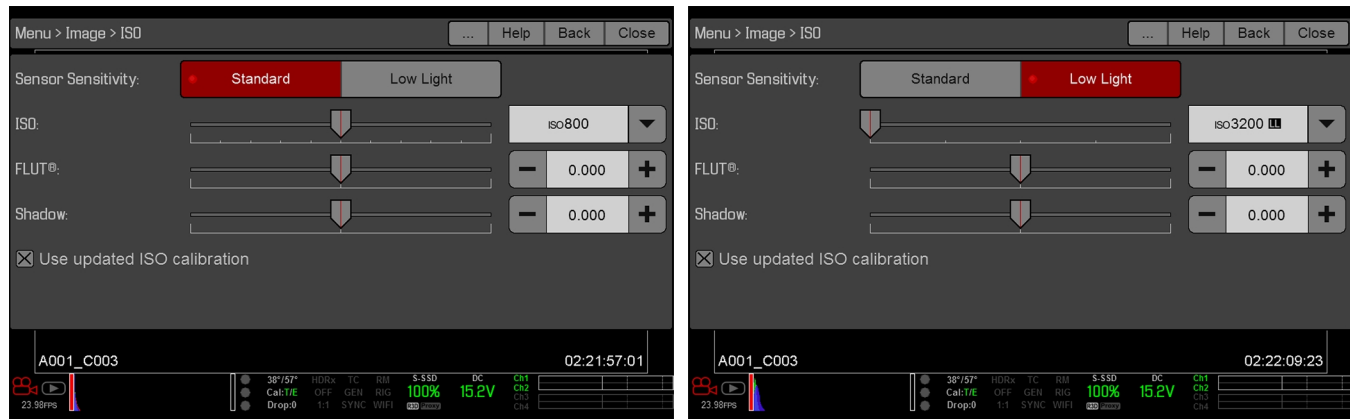 Menu > Image > ISO ... Help Back Close
Sensor Sensitivity: Standard Low Light
ISO: ISO800
FLUT®: 0.000
Shadow: 0.000
Use updated ISO calibration
A001_C003 02:21:57:01
38°/57° HDRx TC RM S-SSD DC Ch1
Cal:T/E OFF GEN RIG 100% 15.2V Ch2
23.98FPS Drop:0 1:1 SYNC WIFI R3D Proxy Ch3
Ch4
Menu > Image > ISO ... Help Back Close
Sensor Sensitivity: Standard Low Light
ISO: ISO3200 LL
FLUT®: 0.000
Shadow: 0.000
Use updated ISO calibration
A001_C003 02:22:09:23
38°/57° HDRx TC RM S-SSD DC Ch1
Cal:T/E OFF GEN RIG 100% 15.2V Ch2
23.98FPS Drop:0 1:1 SYNC WIFI R3D Proxy Ch3
Ch4